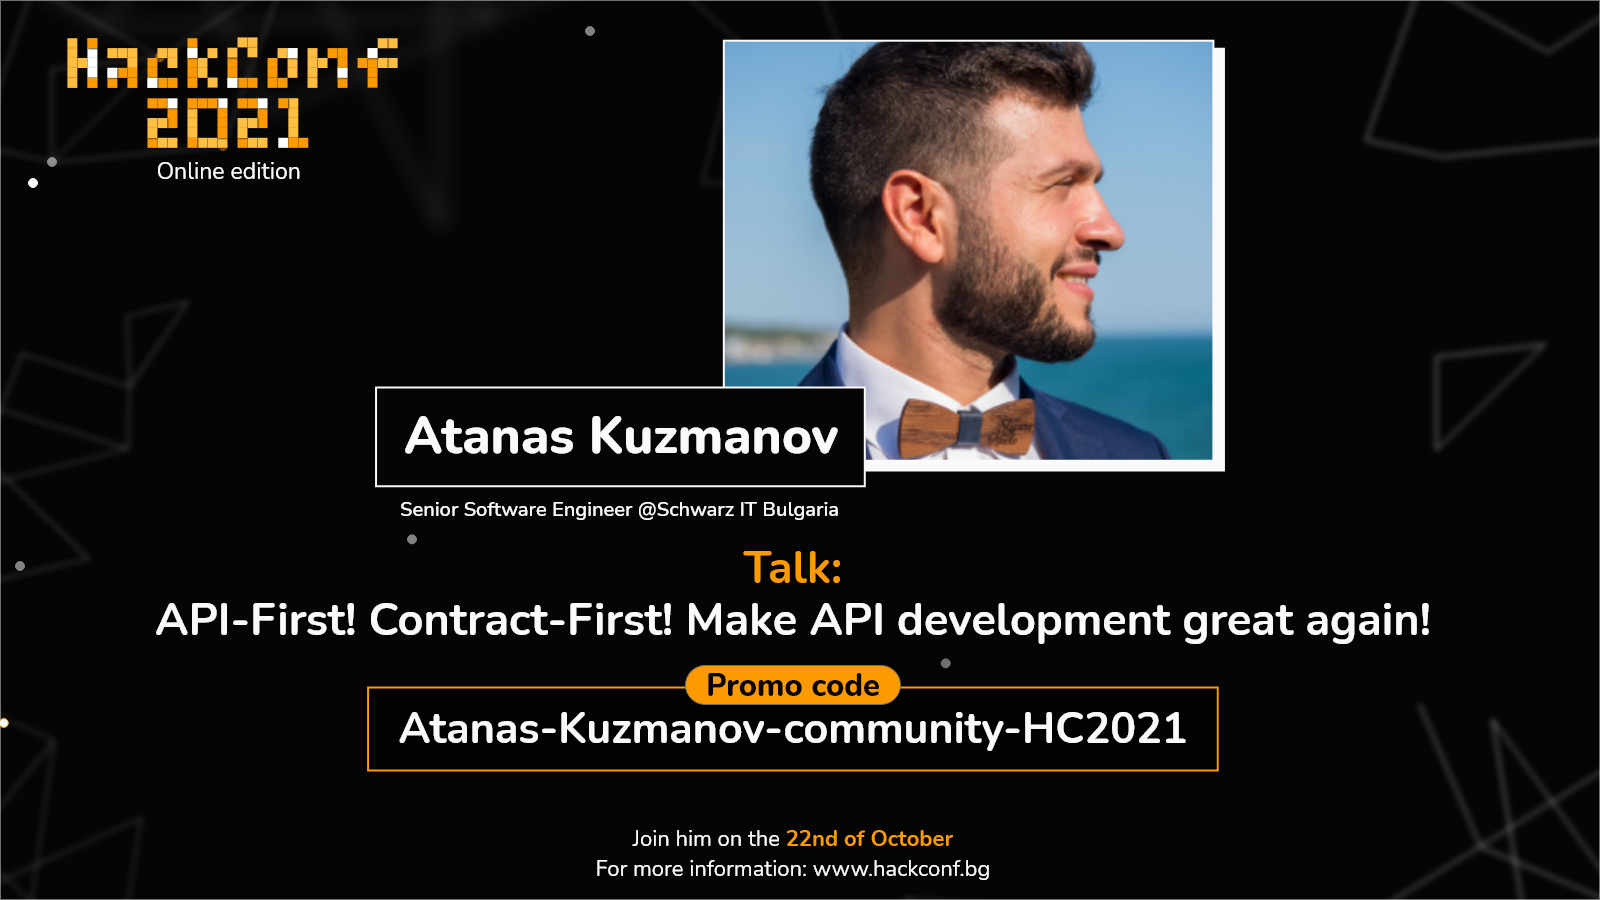 HackConf
2021
Online edition
Atanas Kuzmanov
Senior Software Engineer @Schwarz IT Bulgaria
Talk:
API-First! Contract-First! Make API development great again!
Promo code
Atanas-Kuzmanov-community-HC2021
Join him on the 22nd of October
For more information: www.hackconf.bg